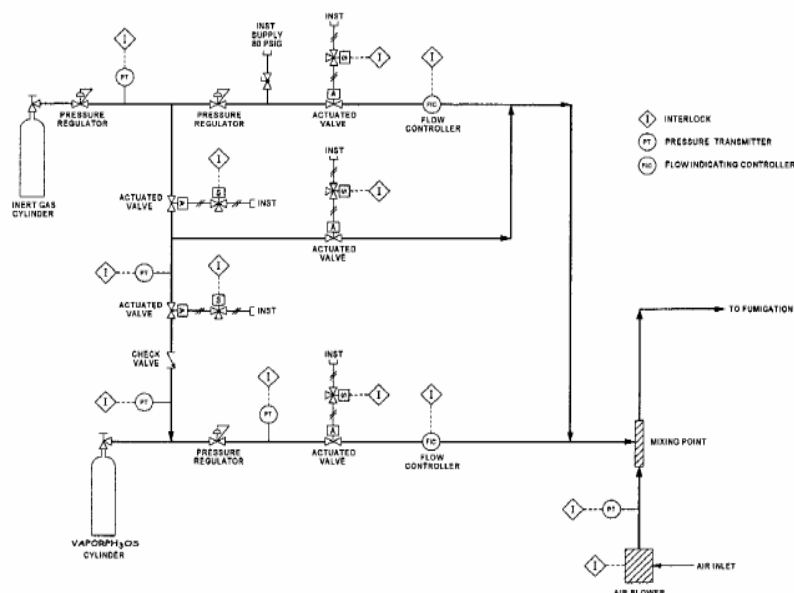 INST
SUPPLY
80 PSIG
INST
I
I
S
I
PT
A
FIC
PRESSURE
REGULATOR
PRESSURE
REGULATOR
ACTUATED
VALVE
FLOW
CONTROLLER
I INTERLOCK
PT PRESSURE TRANSMITTER
FIC FLOW INDICATING CONTROLLER
INERT GAS
CYLINDER
I
INST
S
I
ACTUATED
VALVE
A
S
INST
A
ACTUATED
VALVE
I
PT
I
ACTUATED
VALVE
A
S
INST
TO FUMIGATION
CHECK
VALVE
INST
I
S
I
I
I
PT
PT
A
FIC
PRESSURE
REGULATOR
ACTUATED
VALVE
FLOW
CONTROLLER
MIXING POINT
VAPORPH3OS
CYLINDER
I
PT
I
AIR INLET
AIR BLOWER